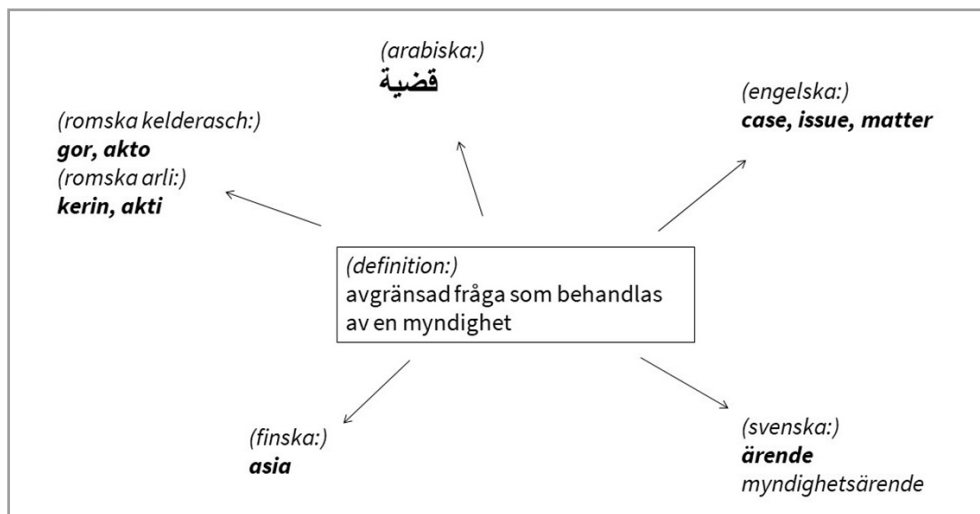 (arabiska:)
قضية
(engelska:)
case, issue, matter
(romska kelderasch:)
gor, akto
(romska arli:)
kerin, akti
(definition:)
avgränsad fråga som behandlas
av en myndighet
(finska:)
asia
(svenska:)
ärende
myndighetsärende